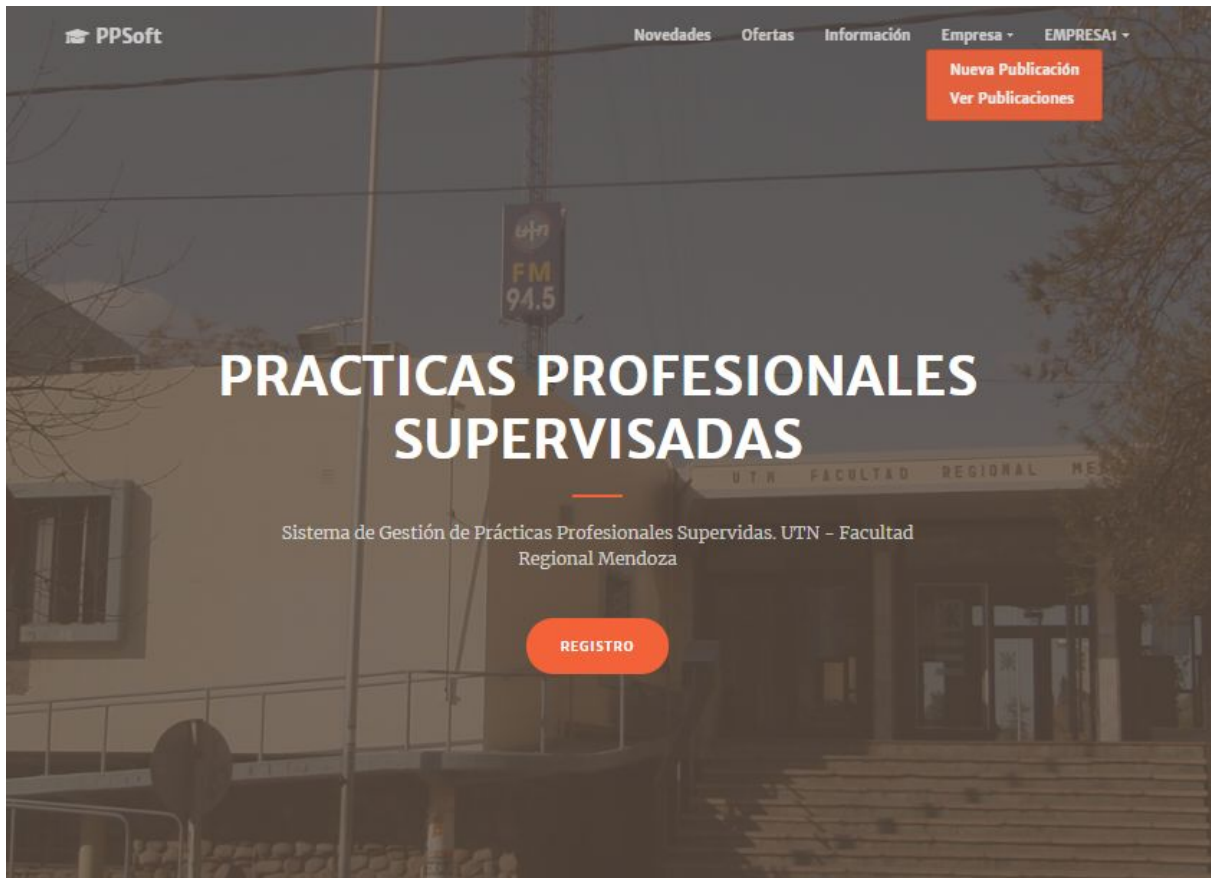 PPSoft
Novedades Ofertas Información Empresa EMPRESA1
Nueva Publicación
Ver Publicaciones
utn
FM
94.5
PRACTICAS PROFESIONALES
SUPERVISADAS
UTN FACULTAD REGIONAL
Sistema de Gestión de Prácticas Profesionales Supervidas. UTN – Facultad
Regional Mendoza
REGISTRO